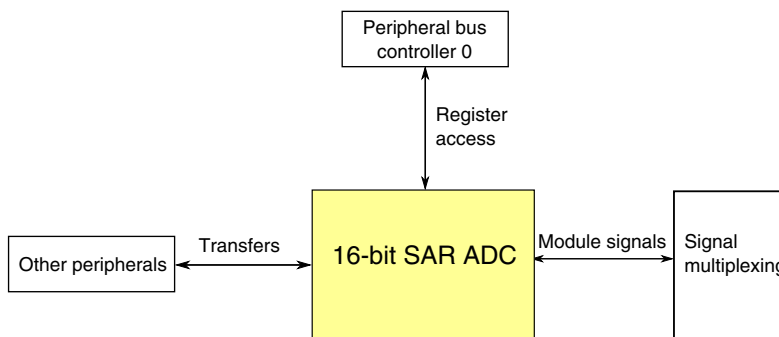 Peripheral bus
controller 0
Register
access
Other peripherals
Transfers
16-bit SAR ADC
Module signals
Signal
multiplexing